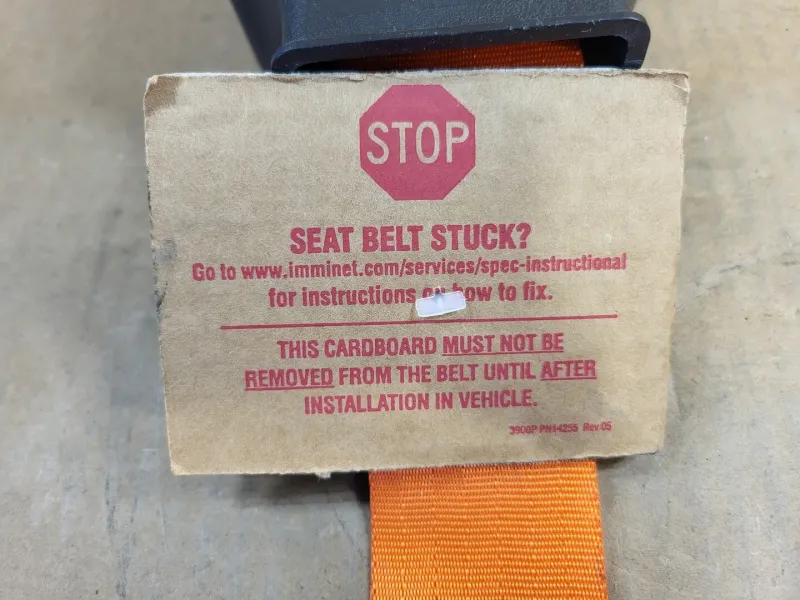 STOP
SEAT BELT STUCK?
Go to www.imminet.com/services/spec-instructional
for instructions on how to fix.
THIS CARDBOARD MUST NOT BE
REMOVED FROM THE BELT UNTIL AFTER
INSTALLATION IN VEHICLE.
3900P PN14255 Rev 05